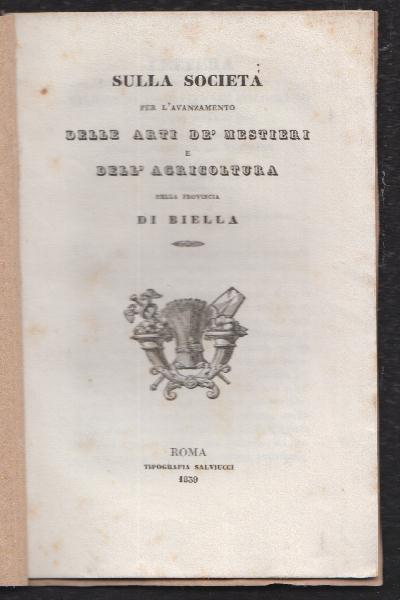 SULLA SOCIETÀ
PER L'AVANZAMENTO
DELLE ARTI DE' MESTIERI
E
DELL' AGRICOLTURA
NELLA PROVINCIA
DI BIELLA
ROMA
TIPOGRAFIA SALVIUCCI
1839